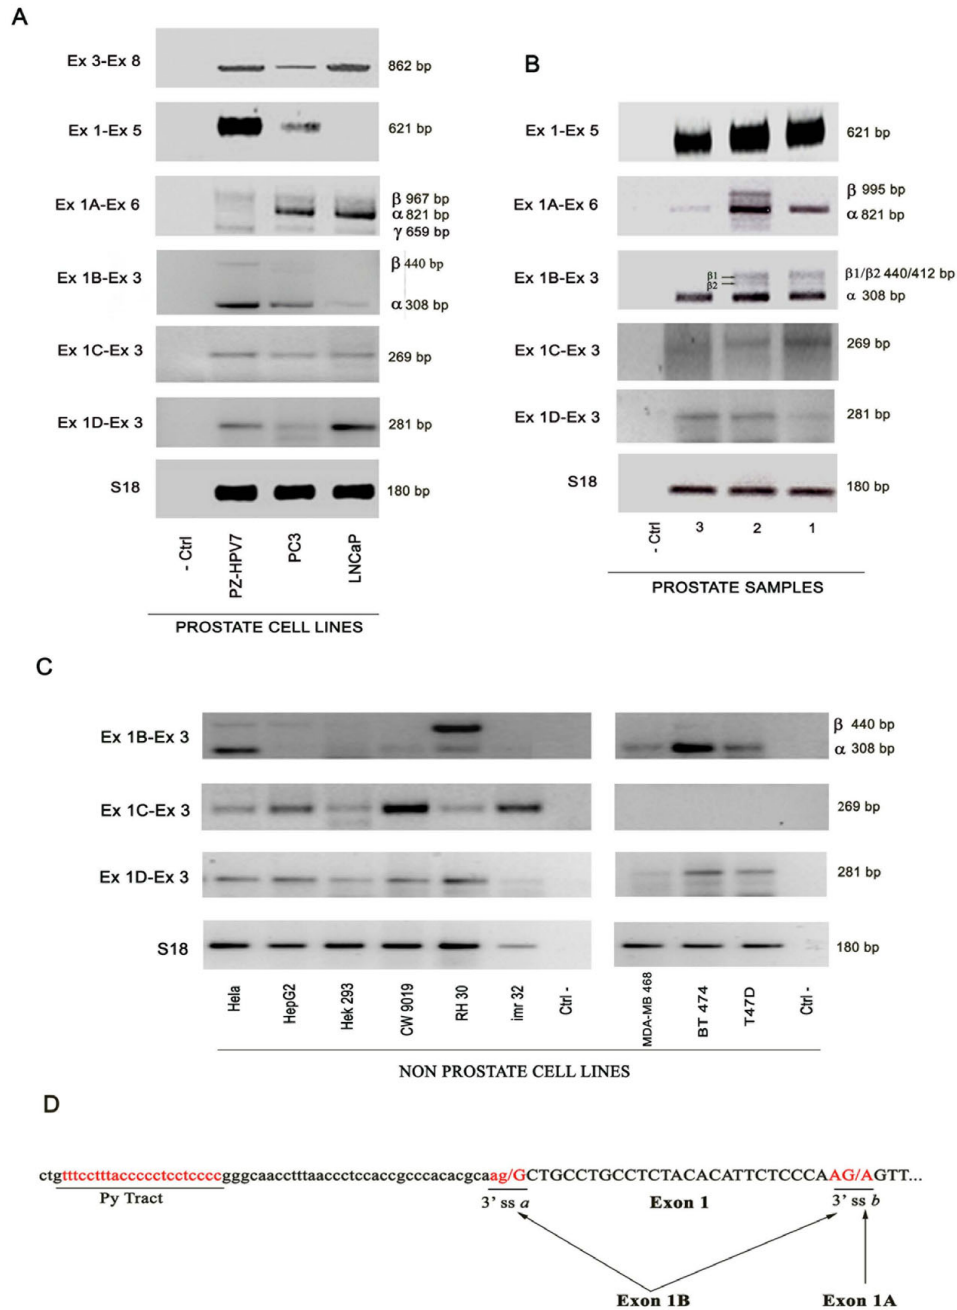 A
Ex 3-Ex 8
862 bp
Ex 1-Ex 5
621 bp
Ex 1A-Ex 6
β 967 bp
α 821 bp
γ 659 bp
Ex 1B-Ex 3
β 440 bp
α 308 bp
Ex 1C-Ex 3
269 bp
Ex 1D-Ex 3
281 bp
S18
180 bp
- Ctrl
PZ-HPV7
PC3
LNCaP
PROSTATE CELL LINES
B
Ex 1-Ex 5
621 bp
Ex 1A-Ex 6
β 995 bp
α 821 bp
Ex 1B-Ex 3
β1
β2
β1/β2 440/412 bp
α 308 bp
Ex 1C-Ex 3
269 bp
Ex 1D-Ex 3
281 bp
S18
180 bp
- Ctrl
3
2
1
PROSTATE SAMPLES
C
Ex 1B-Ex 3
β 440 bp
α 308 bp
Ex 1C-Ex 3
269 bp
Ex 1D-Ex 3
281 bp
S18
180 bp
Hela
HepG2
Hek 293
CW 9019
RH 30
imr 32
Ctrl -
MDA-MB 468
BT 474
T47D
Ctrl -
NON PROSTATE CELL LINES
D
ctgtttcctttaccccctcctccccgggcaacctttaaccctccaccgcccacacgcaag/GCTGCCTGCCTCTACACATTCTCCCAAAG/AGTT...
Py Tract
3' ss a
Exon 1
3' ss b
Exon 1B
Exon 1A